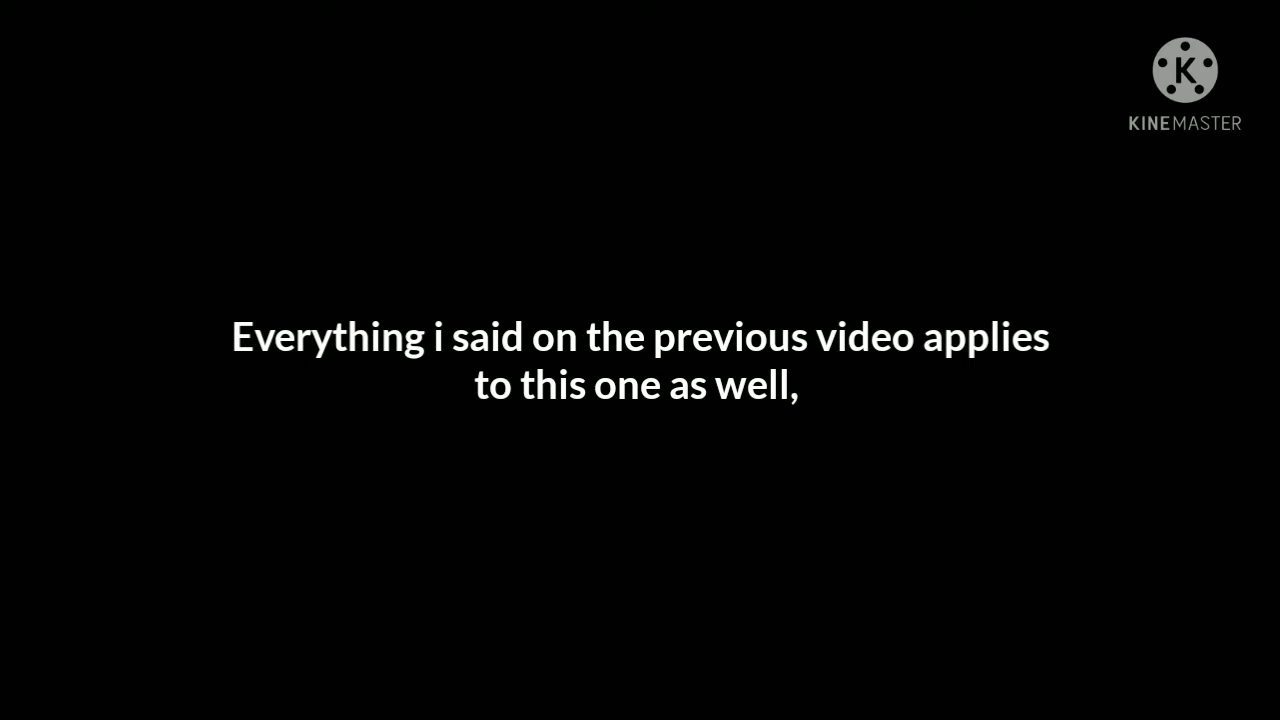 K
KINEMASTER
Everything i said on the previous video applies
to this one as well,